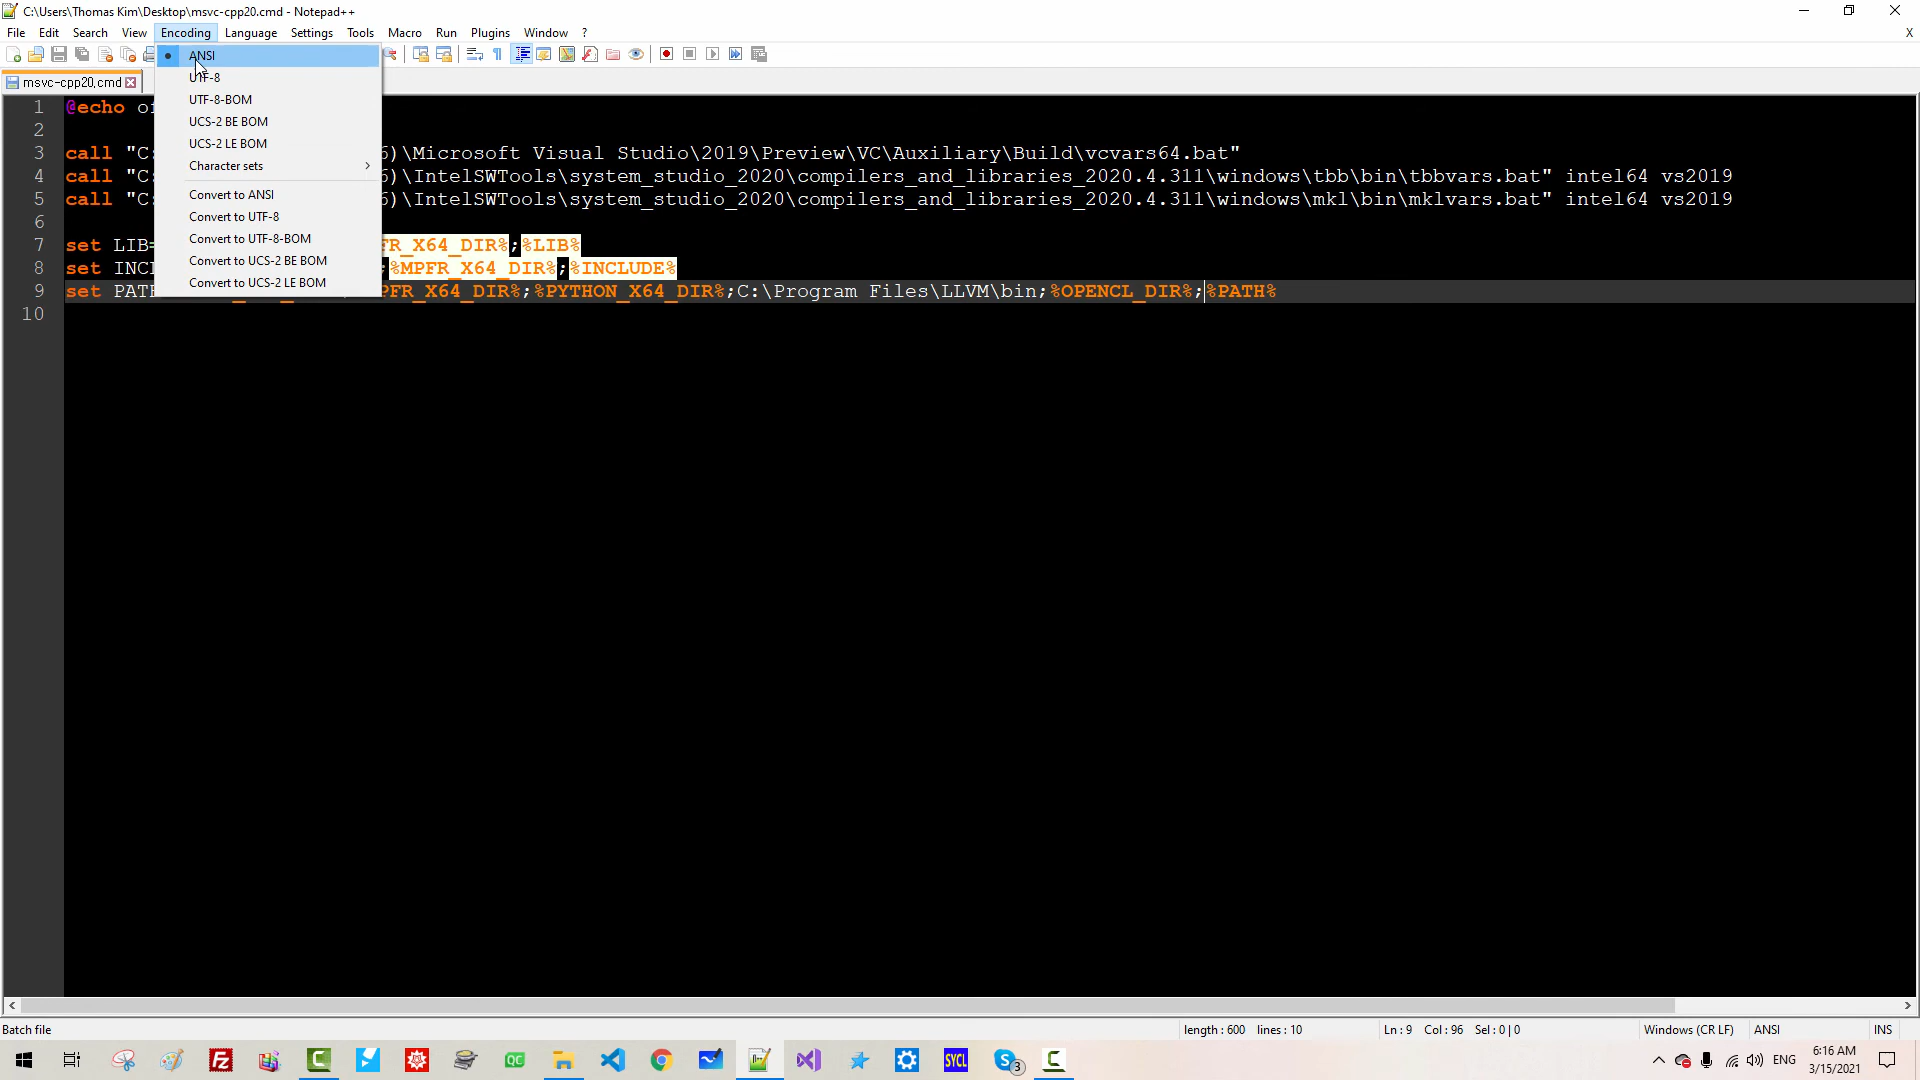 C:\Users\Thomas Kim\Desktop\msvc-cpp20.cmd - Notepad++
File Edit Search View Encoding Language Settings Tools Macro Run Plugins Window ? X
msvc-cpp20.cmd
ANSI
UTF-8
UTF-8-BOM
UCS-2 BE BOM
UCS-2 LE BOM
Character sets
Convert to ANSI
Convert to UTF-8
Convert to UTF-8-BOM
Convert to UCS-2 BE BOM
Convert to UCS-2 LE BOM
1 @echo of
2
3 call "C: 6)\Microsoft Visual Studio\2019\Preview\VC\Auxiliary\Build\vcvars64.bat"
4 call "C: 6)\IntelSWTools\system_studio_2020\compilers_and_libraries_2020.4.311\windows\tbb\bin\tbbvars.bat" intel64 vs2019
5 call "C: 6)\IntelSWTools\system_studio_2020\compilers_and_libraries_2020.4.311\windows\mkl\bin\mklvars.bat" intel64 vs2019
6
7 set LIB= FR_X64_DIR%;%LIB%
8 set INCL ;%MPFR_X64_DIR%;%INCLUDE%
9 set PATH PFR_X64_DIR%;%PYTHON_X64_DIR%;C:\Program Files\LLVM\bin;%OPENCL_DIR%;%PATH%
10
Batch file length : 600 lines : 10 Ln : 9 Col : 96 Sel : 0 | 0 Windows (CR LF) ANSI INS
QC SYCL 3 ENG 6:16 AM
3/15/2021